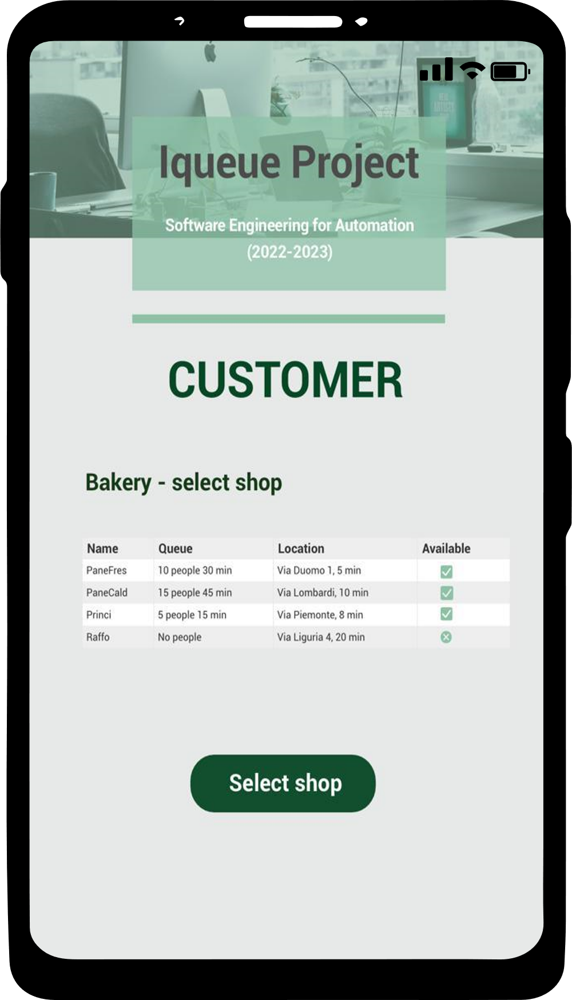 Iqueue Project
Software Engineering for Automation
(2022-2023)
CUSTOMER
Bakery - select shop
Name Queue Location Available
PaneFres 10 people 30 min Via Duomo 1, 5 min
PaneCald 15 people 45 min Via Lombardi, 10 min
Princi 5 people 15 min Via Piemonte, 8 min
Raffo No people Via Liguria 4, 20 min
Select shop